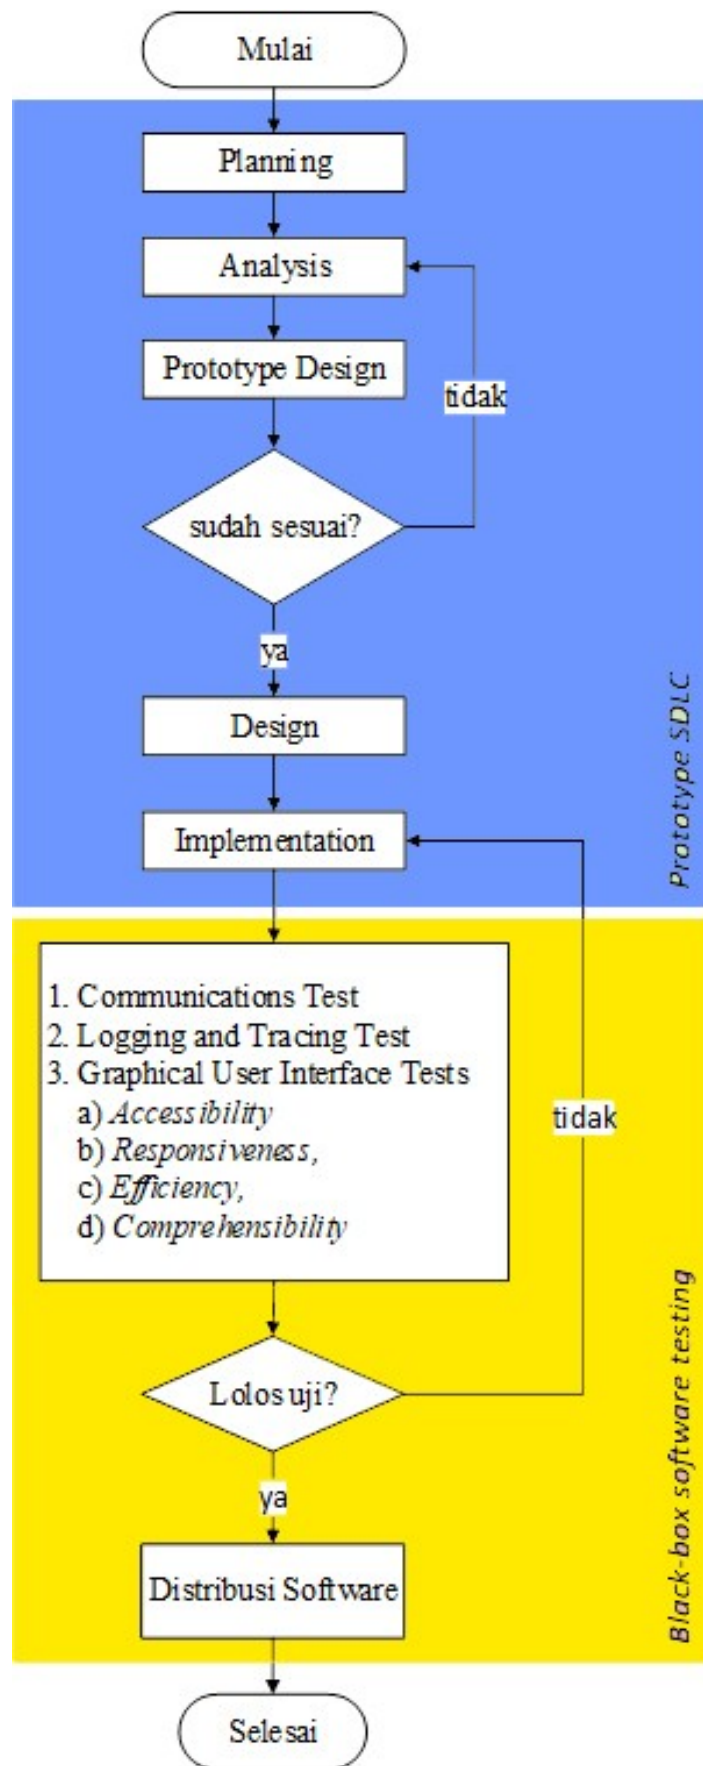 Mulai
Planning
Analysis
Prototype Design
tidak
sudah sesuai?
ya
Design
Implementation
Prototype SDLC
1. Communications Test
2. Logging and Tracing Test
3. Graphical User Interface Tests
a) Accessibility
b) Responsiveness,
c) Efficiency,
d) Comprehensibility
tidak
Lolos uji?
ya
Distribusi Software
Black-box software testing
Selesai